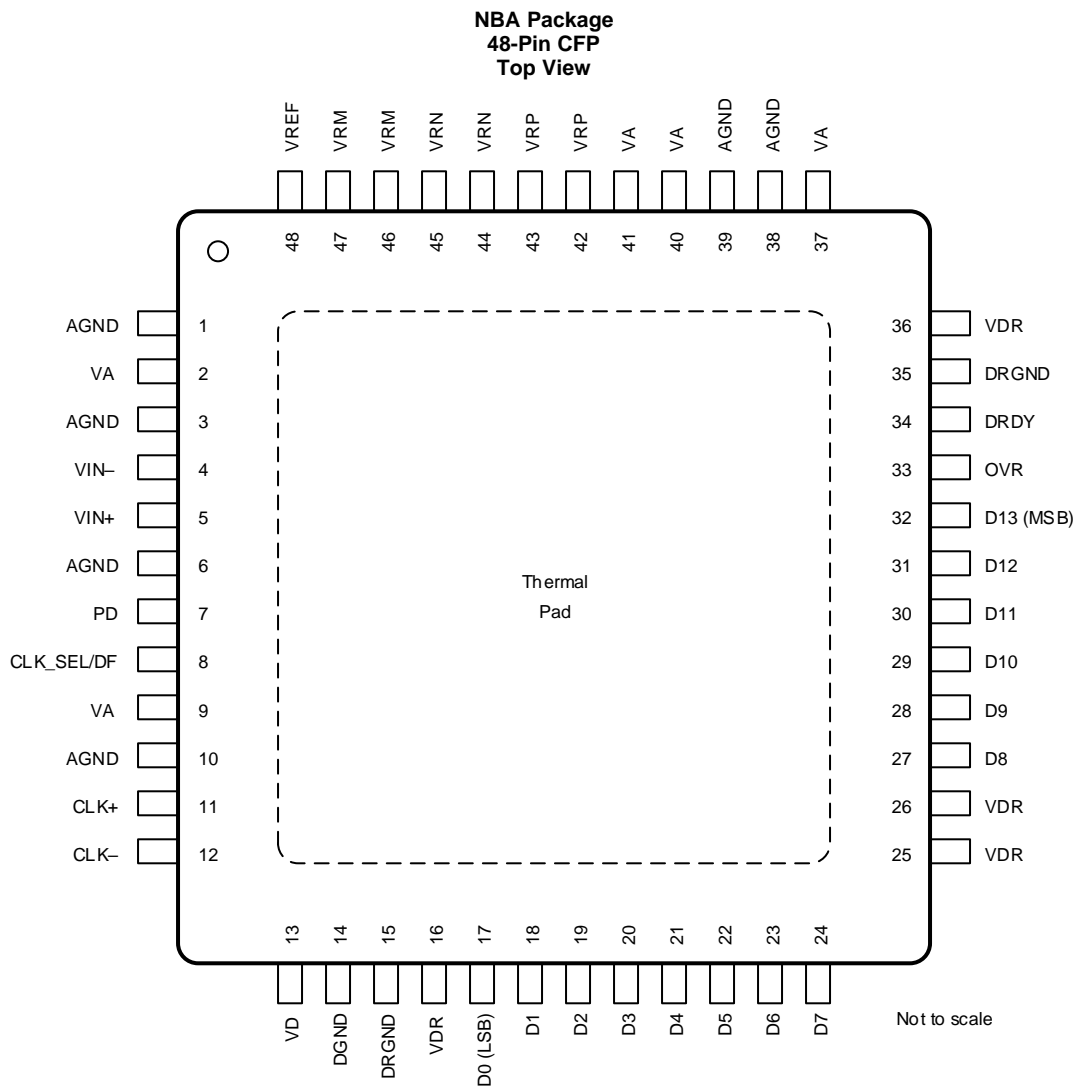 NBA Package
48-Pin CFP
Top View
VREF
VRM
VRM
VRN
VRN
VRP
VRP
VA
VA
AGND
AGND
VA
48
47
46
45
44
43
42
41
40
39
38
37
AGND 1
VA 2
AGND 3
VIN– 4
VIN+ 5
AGND 6
PD 7
CLK_SEL/DF 8
VA 9
AGND 10
CLK+ 11
CLK– 12
Thermal
Pad
36 VDR
35 DRGND
34 DRDY
33 OVR
32 D13 (MSB)
31 D12
30 D11
29 D10
28 D9
27 D8
26 VDR
25 VDR
13
14
15
16
17
18
19
20
21
22
23
24
VD
DGND
DRGND
VDR
D0 (LSB)
D1
D2
D3
D4
D5
D6
D7
Not to scale